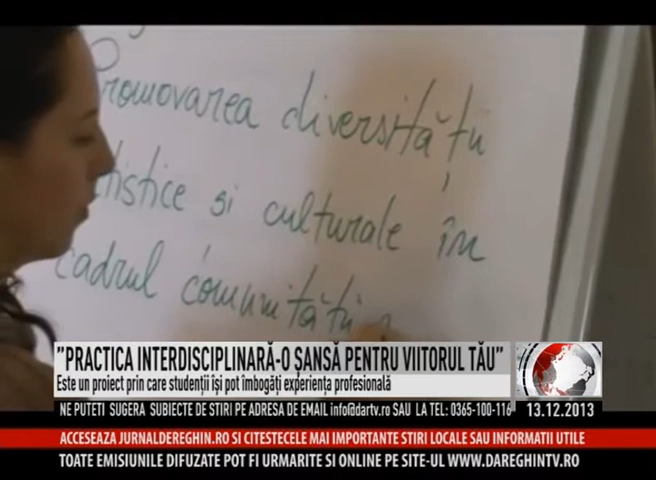 Promovarea diversității
tistice si culturale în
cadrul comunității
"PRACTICA INTERDISCIPLINARĂ-O ȘANSĂ PENTRU VIITORUL TĂU"
Este un proiect prin care studenții își pot îmbogăți experiența profesională
NE PUTETI SUGERA SUBIECTE DE STIRI PE ADRESA DE EMAIL info@dartv.ro SAU LA TEL: 0365-100-116
13.12.2013
ACCESEAZA JURNALDEREGHIN.RO SI CITESTECELE MAI IMPORTANTE STIRI LOCALE SAU INFORMATII UTILE
TOATE EMISIUNILE DIFUZATE POT FI URMARITE SI ONLINE PE SITE-UL WWW.DAREGHINTV.RO